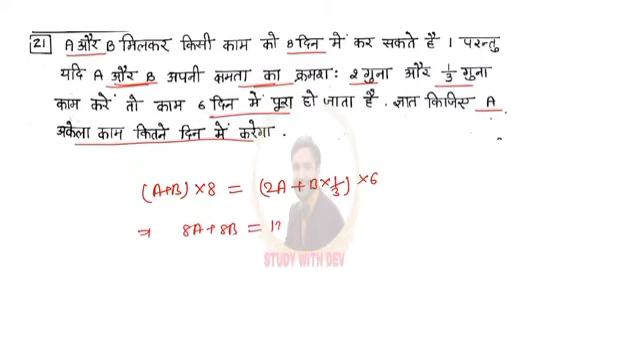 21 A और B मिलकर किसी काम को 8 दिन में कर सकते है । परन्तु
यदि A और B अपनी क्षमता का क्रमश: 2 गुना और 1/3 गुना
काम करें तो काम 6 दिन में पूरा हो जाता है. ज्ञात किजिए A
अकेला काम कितने दिन में करेगा .
(A+B) × 8 = (2A + B × 1/3) × 6
⇒ 8A + 8B = 12
STUDY WITH DEV